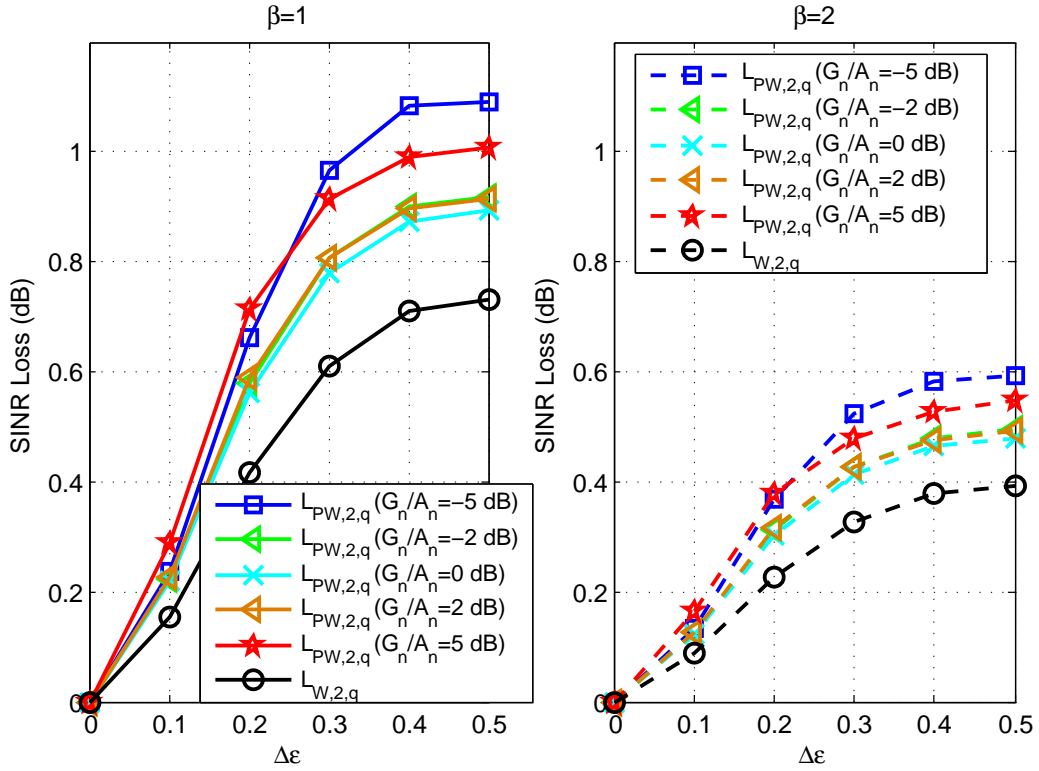 β=1
SINR Loss (dB)
1
0.8
0.6
0.4
0.2
0
0 0.1 0.2 0.3 0.4 0.5
Δε
L_PW,2,q (G_n/A_n=−5 dB)
L_PW,2,q (G_n/A_n=−2 dB)
L_PW,2,q (G_n/A_n=0 dB)
L_PW,2,q (G_n/A_n=2 dB)
L_PW,2,q (G_n/A_n=5 dB)
L_W,2,q
β=2
SINR Loss (dB)
1
0.8
0.6
0.4
0.2
0
0 0.1 0.2 0.3 0.4 0.5
Δε
L_PW,2,q (G_n/A_n=−5 dB)
L_PW,2,q (G_n/A_n=−2 dB)
L_PW,2,q (G_n/A_n=0 dB)
L_PW,2,q (G_n/A_n=2 dB)
L_PW,2,q (G_n/A_n=5 dB)
L_W,2,q